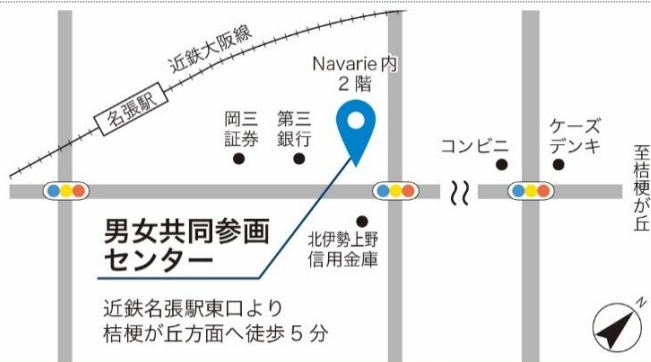 近鉄大阪線
名張駅
Navarie内
2階
岡三
証券
第三
銀行
コンビニ
ケーズ
デンキ
至桔梗が丘
男女共同参画
センター
北伊勢上野
信用金庫
近鉄名張駅東口より
桔梗が丘方面へ徒歩5分
N